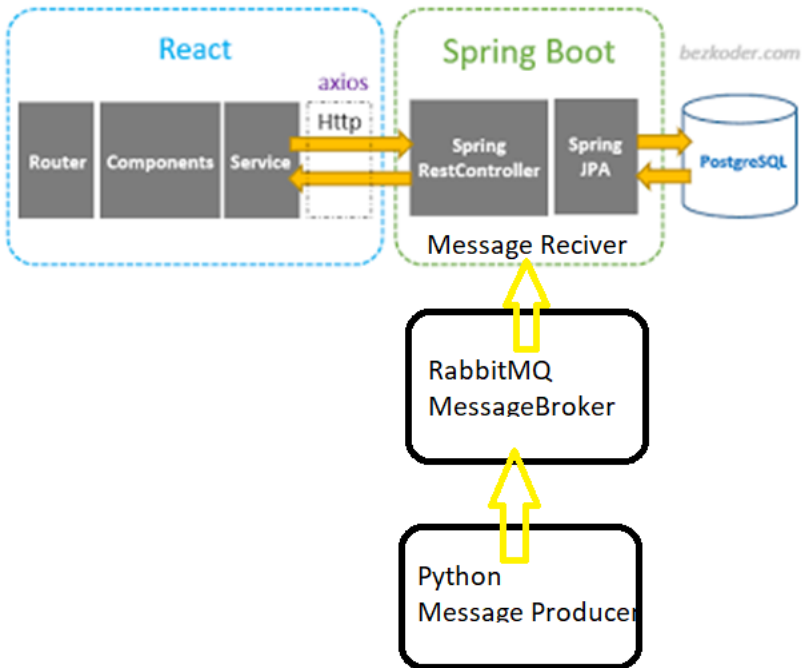 React
Spring Boot
bezkoder.com
axios
Http
Router
Components
Service
Spring
RestController
Spring
JPA
PostgreSQL
Message Reciver
RabbitMQ
MessageBroker
Python
Message Producer